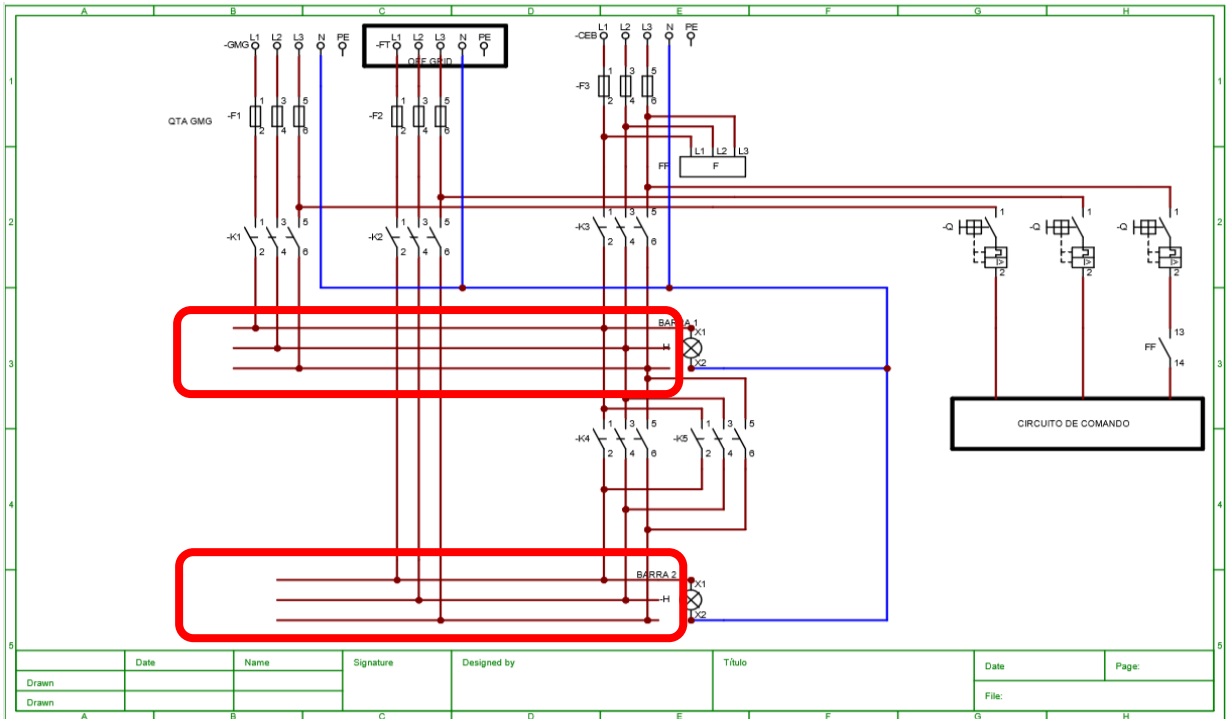 A B C D E F G H
-GMG L1 L2 L3 N PE
-FT L1 L2 L3 N PE
OFF GRID
-CEB L1 L2 L3 N PE
1 1
QTA GMG
-F1 1 3 5
2 4 6
-F2 1 3 5
2 4 6
-F3 1 3 5
2 4 6
L1 L2 L3
FF F
2 2
-K1 1 3 5
2 4 6
-K2 1 3 5
2 4 6
-K3 1 3 5
2 4 6
-Q 1
2
-Q 1
2
-Q 1
2
BARRA 1
X1
-H
X2
3 3
FF 13
14
CIRCUITO DE COMANDO
-K4 1 3 5
2 4 6
-K5 1 3 5
2 4 6
4 4
BARRA 2
X1
-H
X2
5 5
Date Name Signature Designed by Título Date Page:
Drawn
Drawn
File:
A B C D E F G H